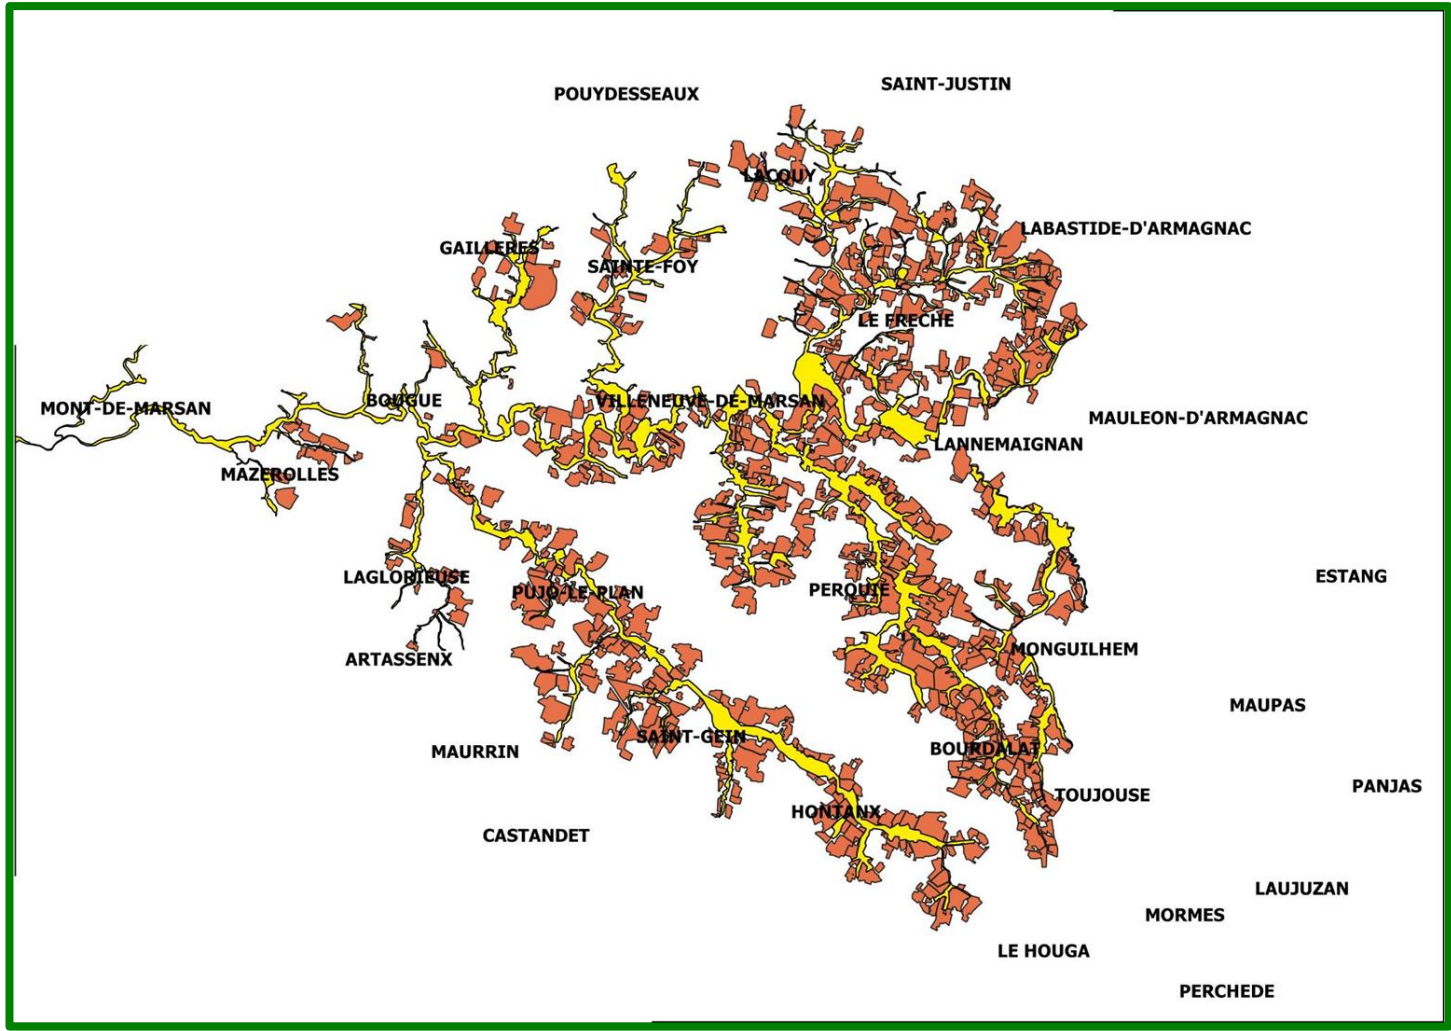 SAINT-JUSTIN
POUYDESSEAUX
LACQUY
LABASTIDE-D'ARMAGNAC
GAILLERES
SAINTE-FOY
LE FRECHE
BOUGUE
VILLENEUVE-DE-MARSAN
MONT-DE-MARSAN
MAULEON-D'ARMAGNAC
LANNEMAIGNAN
MAZEROLLES
ESTANG
LAGLORIEUSE
PERQUIE
PUJO-LE-PLAN
MONGUILHEM
ARTASSENX
MAUPAS
SAINT-GEIN
BOURDALAT
MAURRIN
PANJAS
TOUJOUSE
HONTANX
CASTANDET
LAUJUZAN
MORMES
LE HOUGA
PERCHEDE